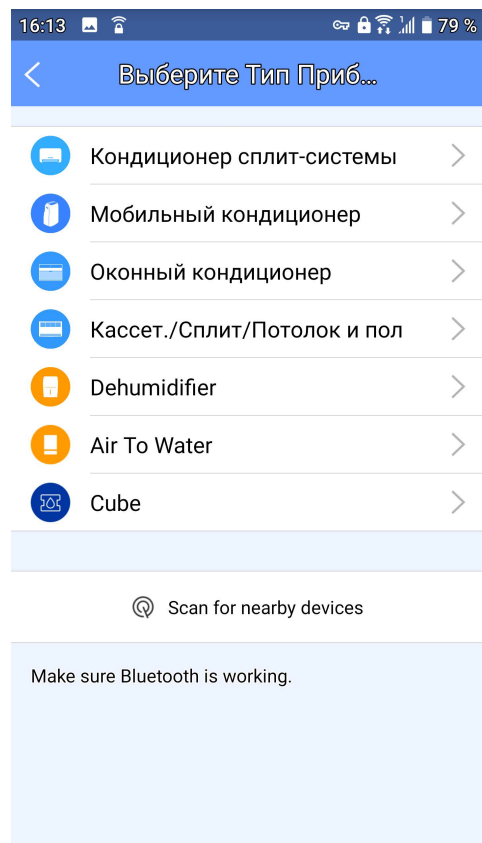 16:13
79 %
Выберите Тип Приб...
Кондиционер сплит-системы
Мобильный кондиционер
Оконный кондиционер
Кассет./Сплит/Потолок и пол
Dehumidifier
Air To Water
Cube
Scan for nearby devices
Make sure Bluetooth is working.